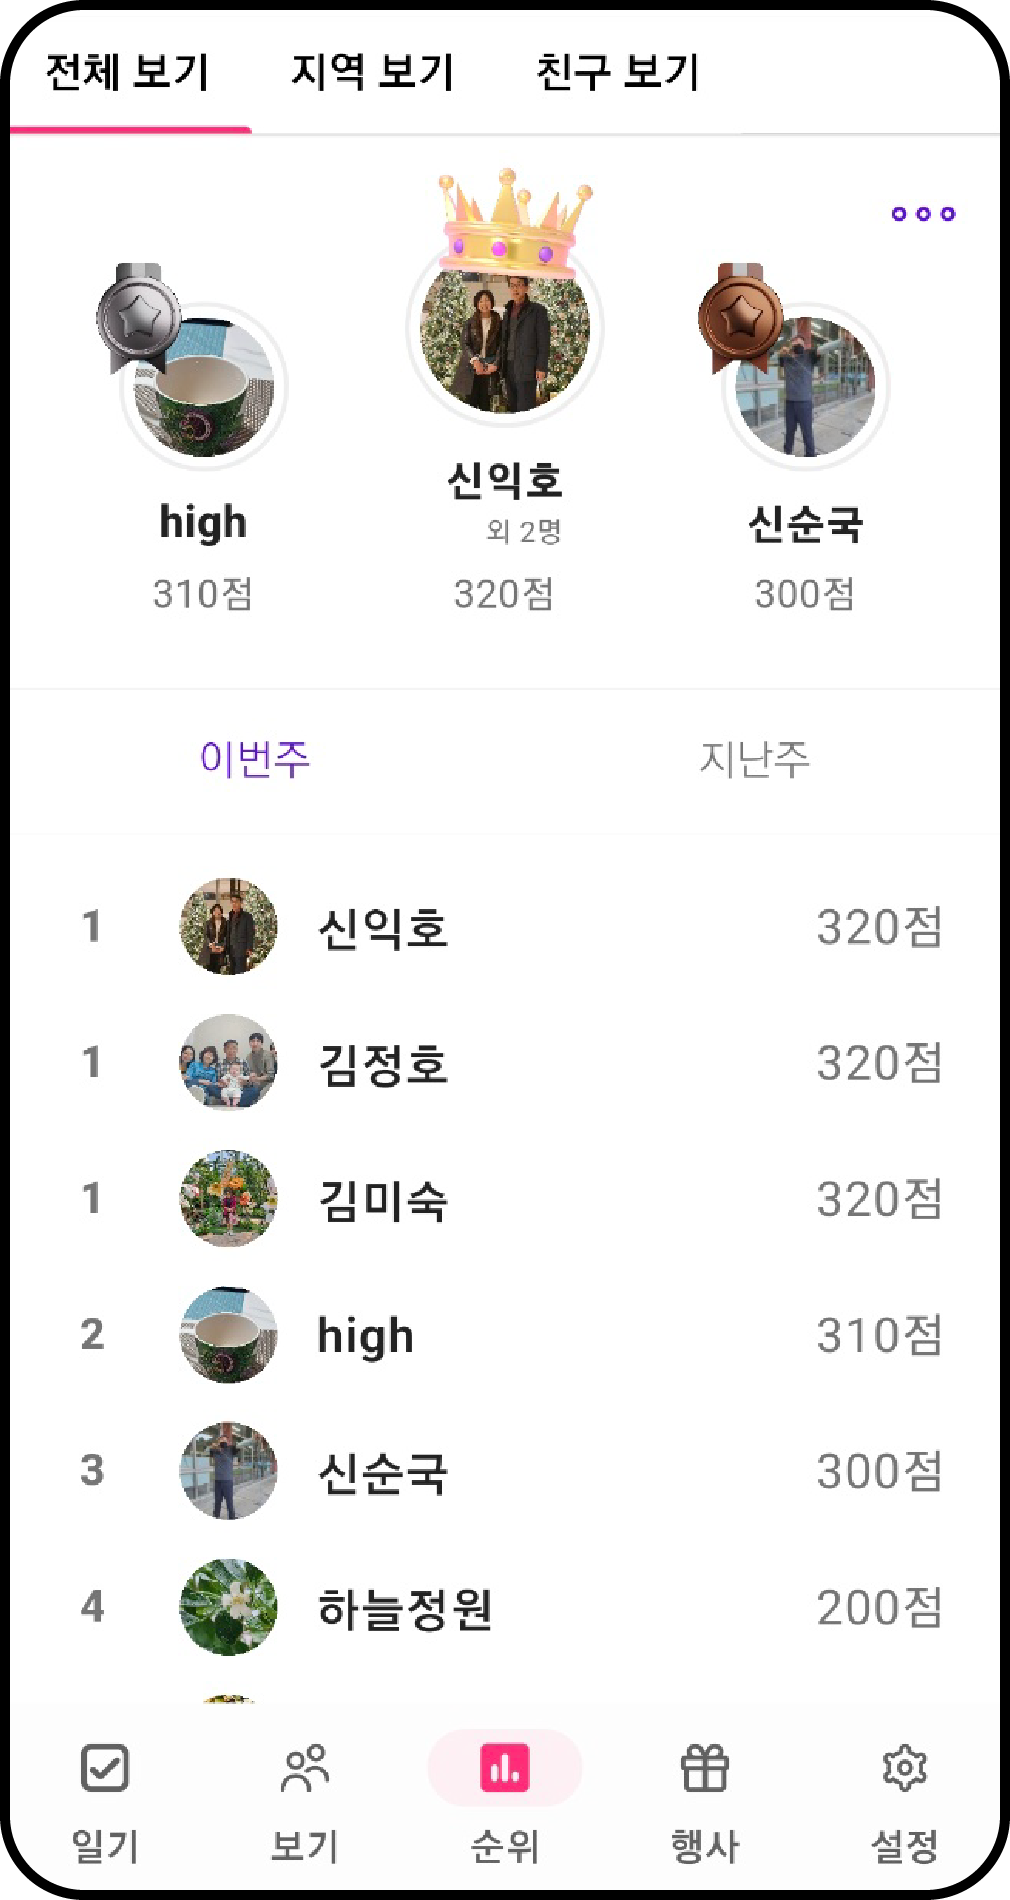 전체 보기 지역 보기 친구 보기
신익호
외 2명
320점
high
310점
신순국
300점
이번주 지난주
1 신익호 320점
1 김정호 320점
1 김미숙 320점
2 high 310점
3 신순국 300점
4 하늘정원 200점
일기 보기 순위 행사 설정